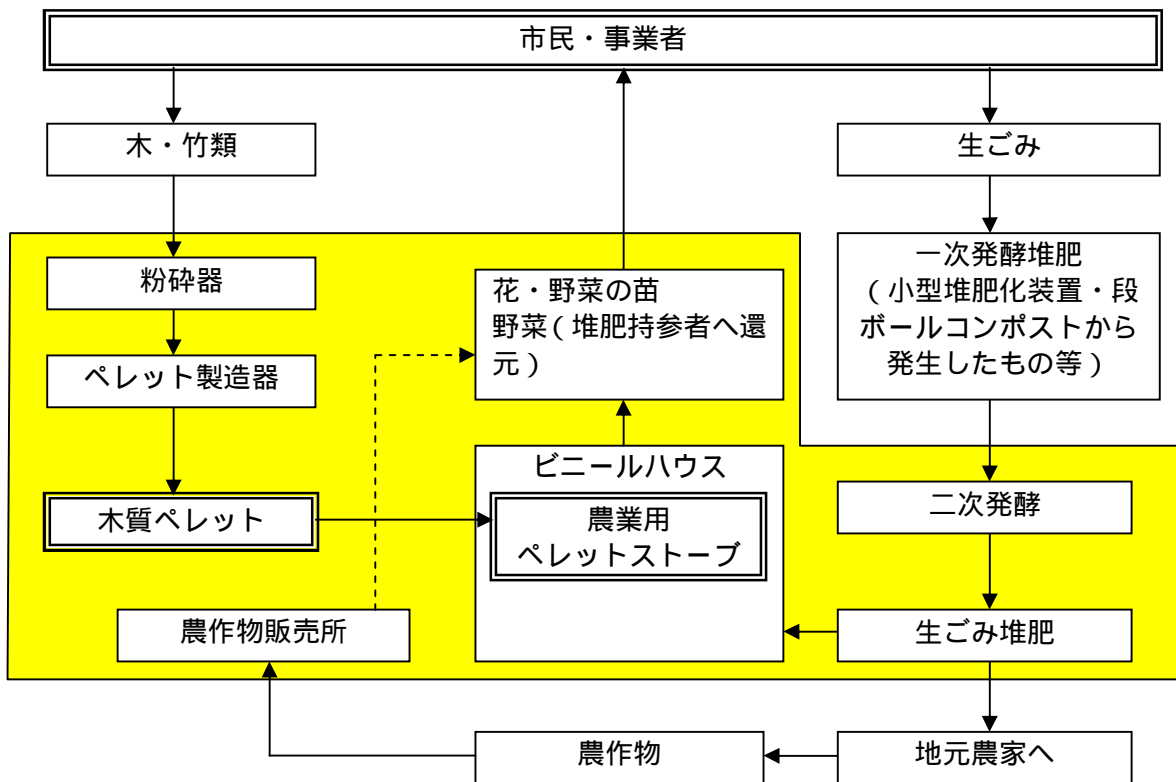 市民・事業者
木・竹類
生ごみ
粉砕器
花・野菜の苗
野菜(堆肥持参者へ還
元)
一次発酵堆肥
(小型堆肥化装置・段
ボールコンポストから
発生したもの等)
ペレット製造器
ビニールハウス
木質ペレット
農業用
ペレットストーブ
二次発酵
農作物販売所
生ごみ堆肥
農作物
地元農家へ